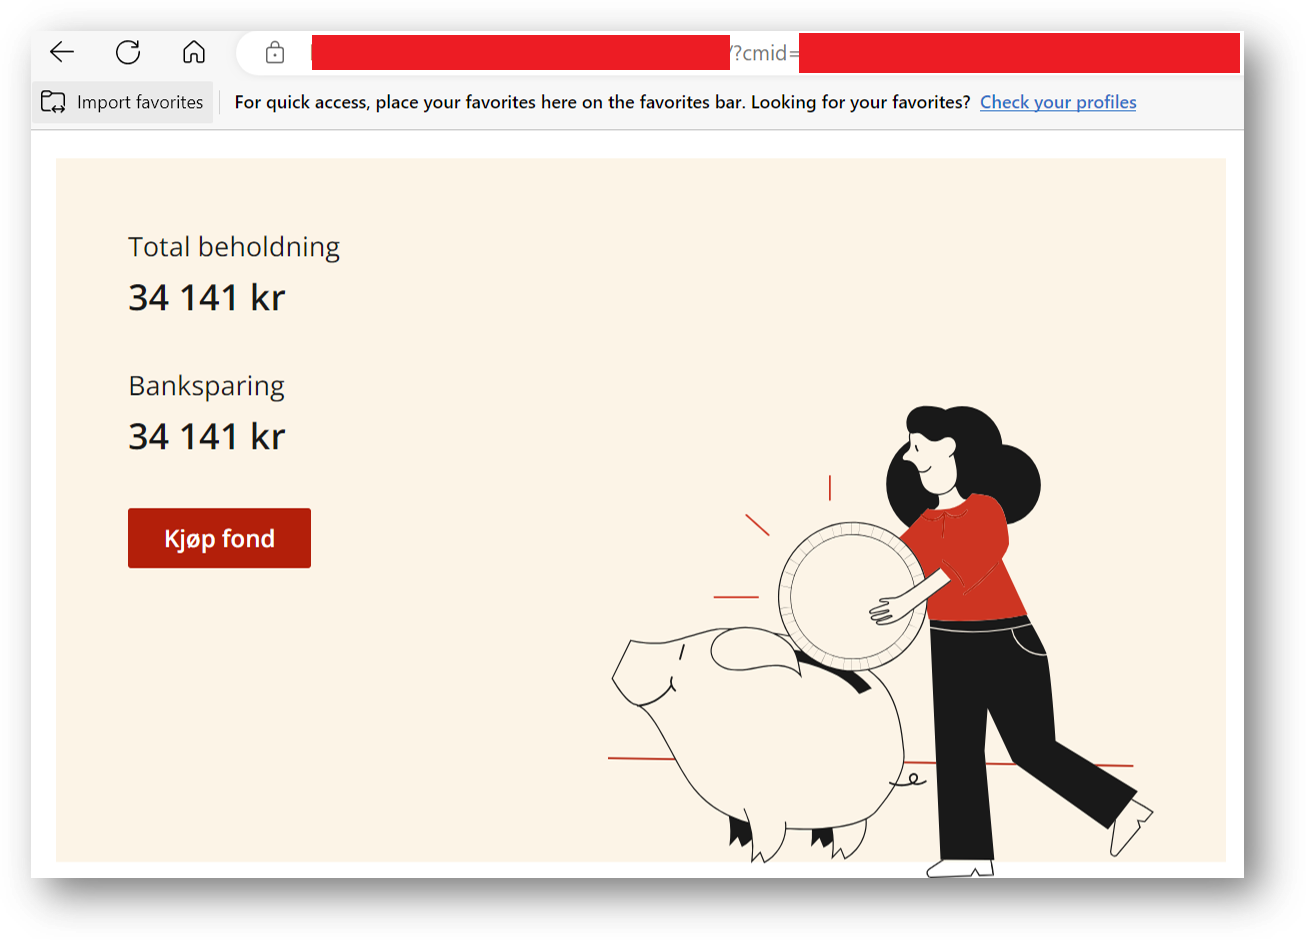 /?cmid=
Import favorites For quick access, place your favorites here on the favorites bar. Looking for your favorites? Check your profiles
Total beholdning
34 141 kr
Banksparing
34 141 kr
Kjøp fond